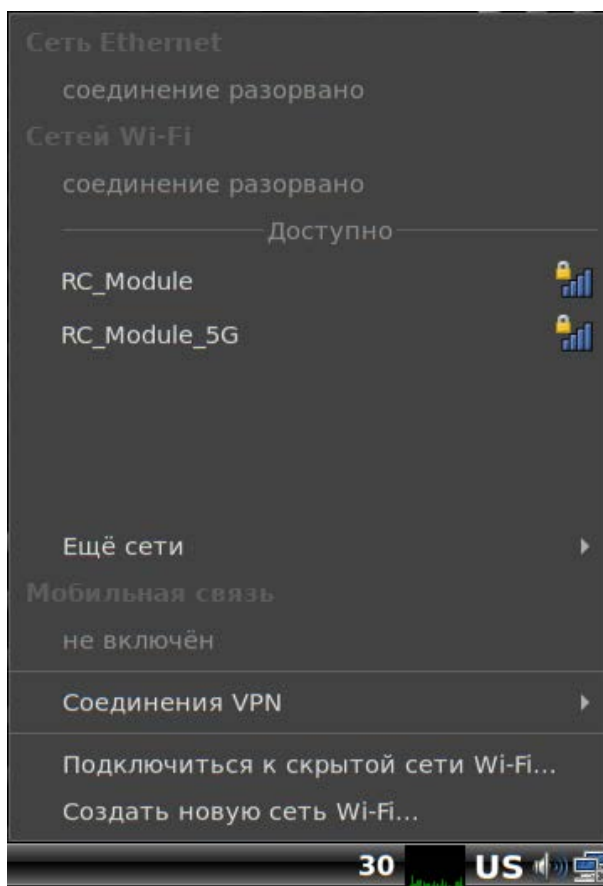 Сеть Ethernet
соединение разорвано
Сетей Wi-Fi
соединение разорвано
Доступно
RC_Module
RC_Module_5G
Ещё сети
Мобильная связь
не включён
Соединения VPN
Подключиться к скрытой сети Wi-Fi...
Создать новую сеть Wi-Fi...
30 US